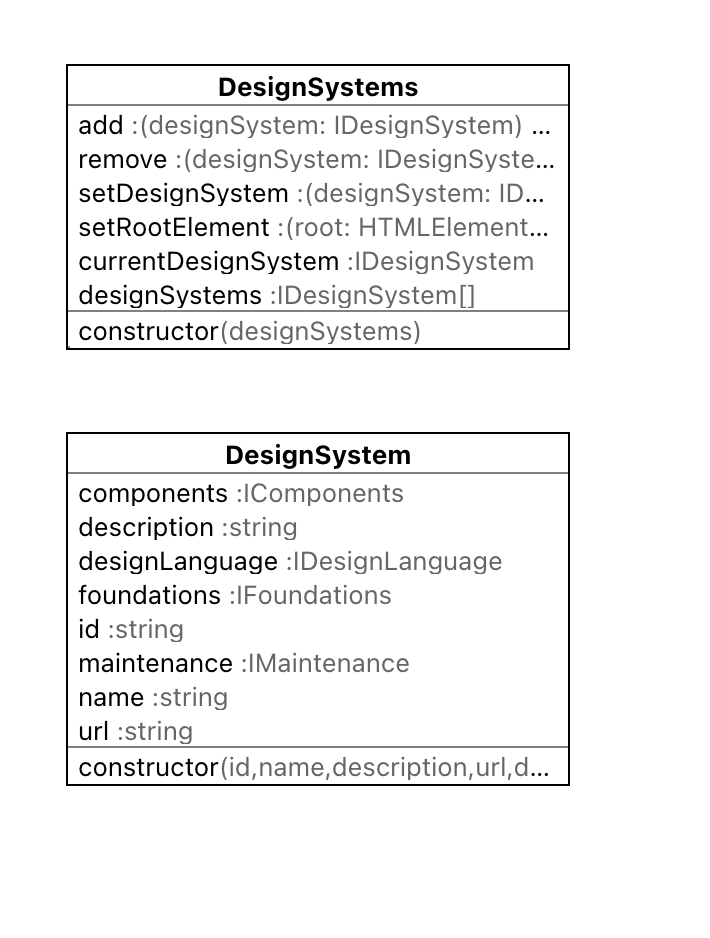 DesignSystems
add :(designSystem: IDesignSystem) ...
remove :(designSystem: IDesignSyste...
setDesignSystem :(designSystem: ID...
setRootElement :(root: HTMLElement...
currentDesignSystem :IDesignSystem
designSystems :IDesignSystem[]
constructor(designSystems)
DesignSystem
components :IComponents
description :string
designLanguage :IDesignLanguage
foundations :IFoundations
id :string
maintenance :IMaintenance
name :string
url :string
constructor(id,name,description,url,d...